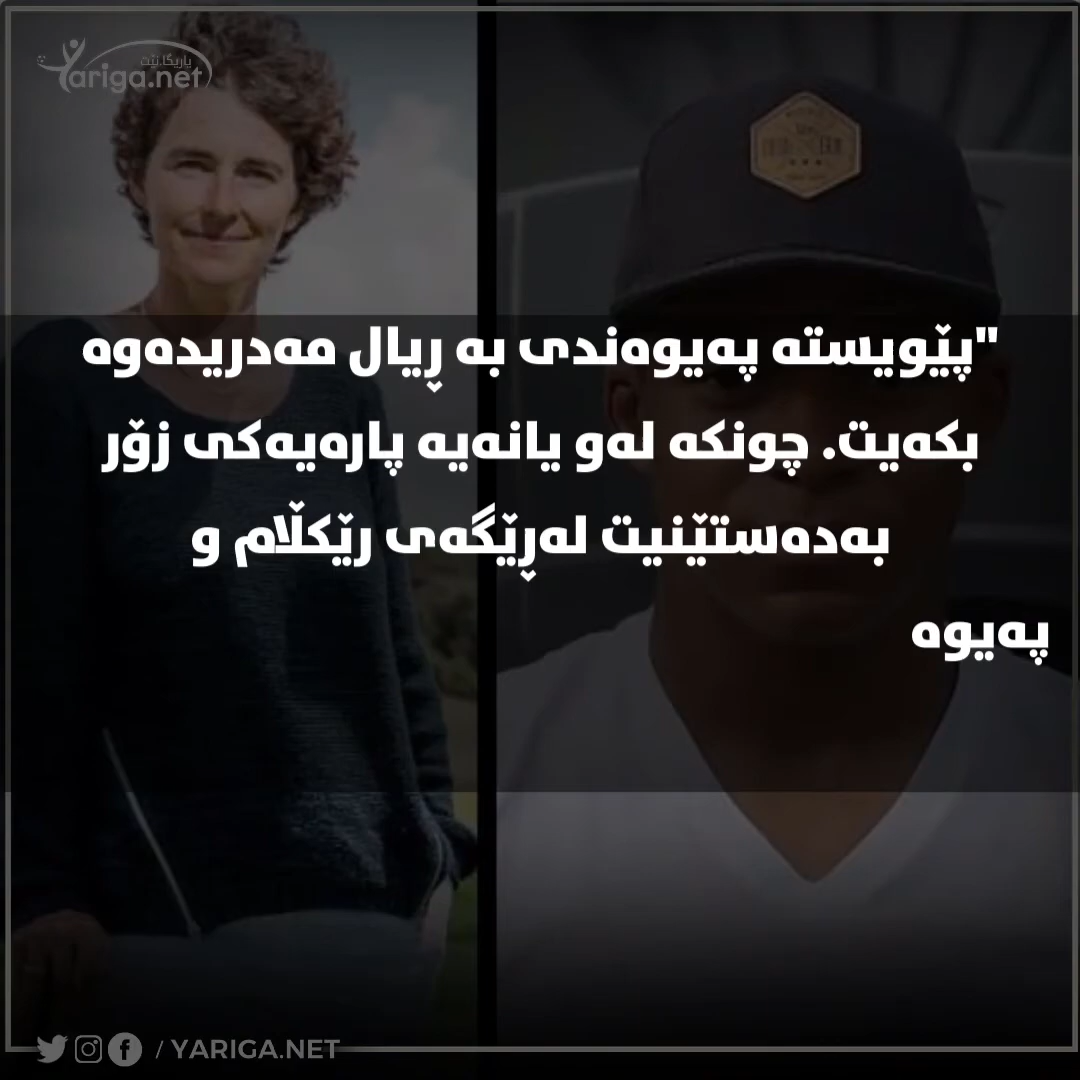 یاریگا.نێت
Yariga.net
"پێویستە پەیوەندی بە ڕیال مەدریدەوە
بکەیت. چونکە لەو یانەیە پارەیەکی زۆر
بەدەستێنیت لەڕێگەی رێکڵام و
پەیوە
/ YARIGA.NET